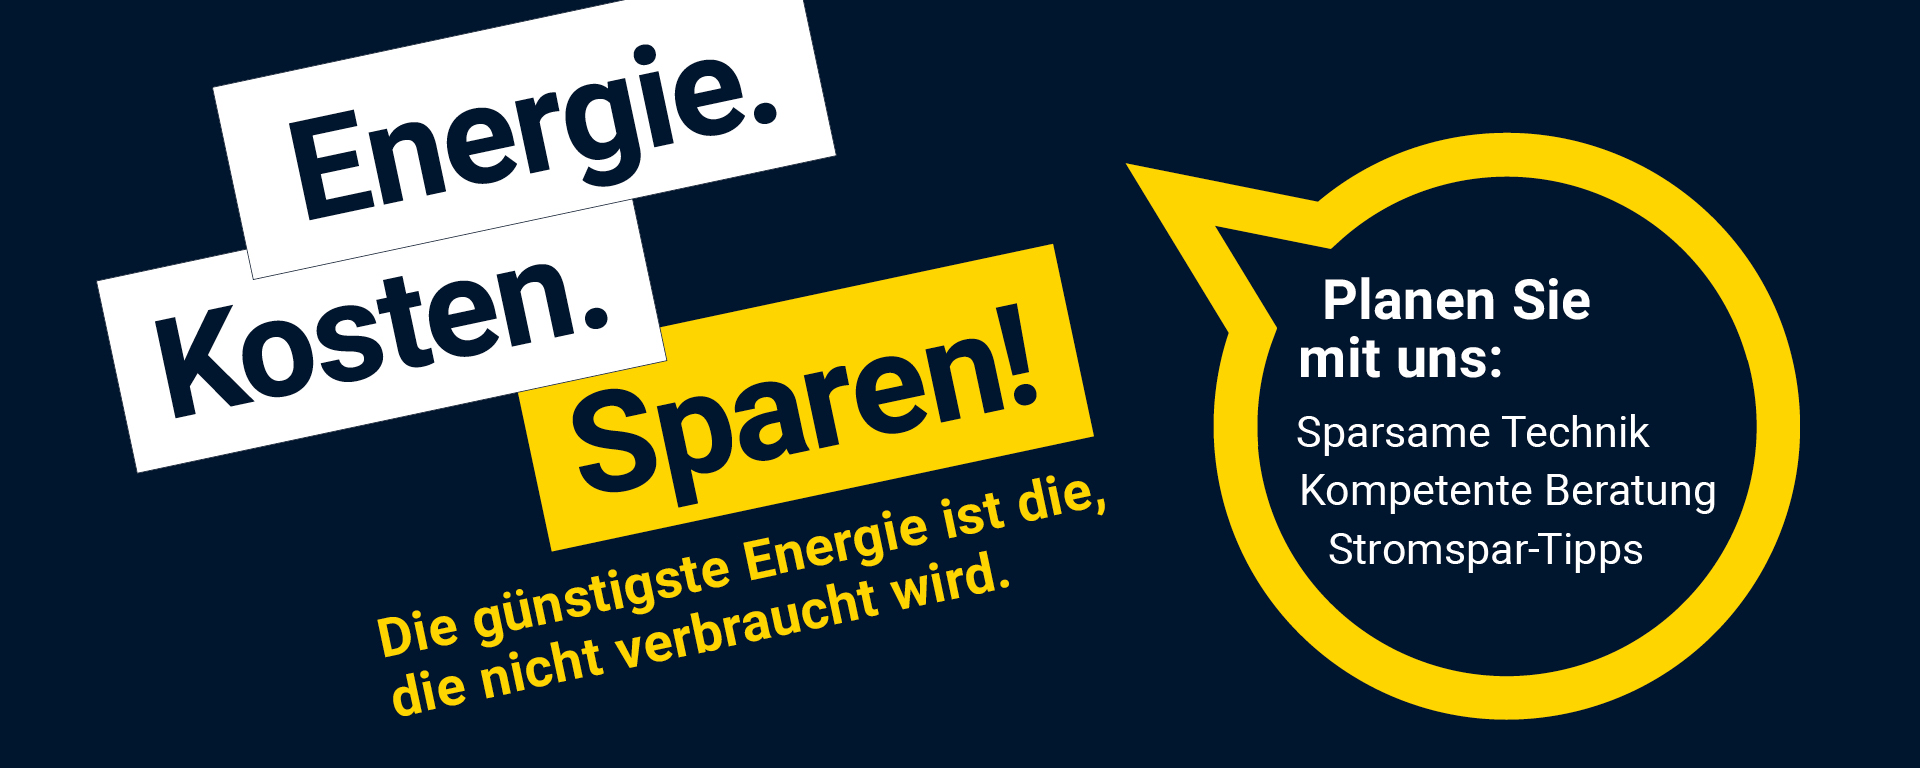 Energie.
Kosten.
Sparen!
Die günstigste Energie ist die,
die nicht verbraucht wird.
Planen Sie
mit uns:
Sparsame Technik
Kompetente Beratung
Stromspar-Tipps